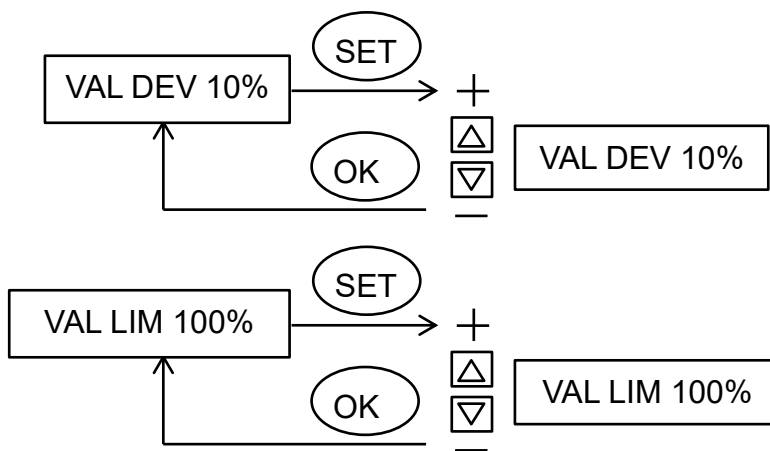 SET
VAL DEV 10%
+
VAL DEV 10%
OK
−
SET
VAL LIM 100%
+
VAL LIM 100%
OK
−